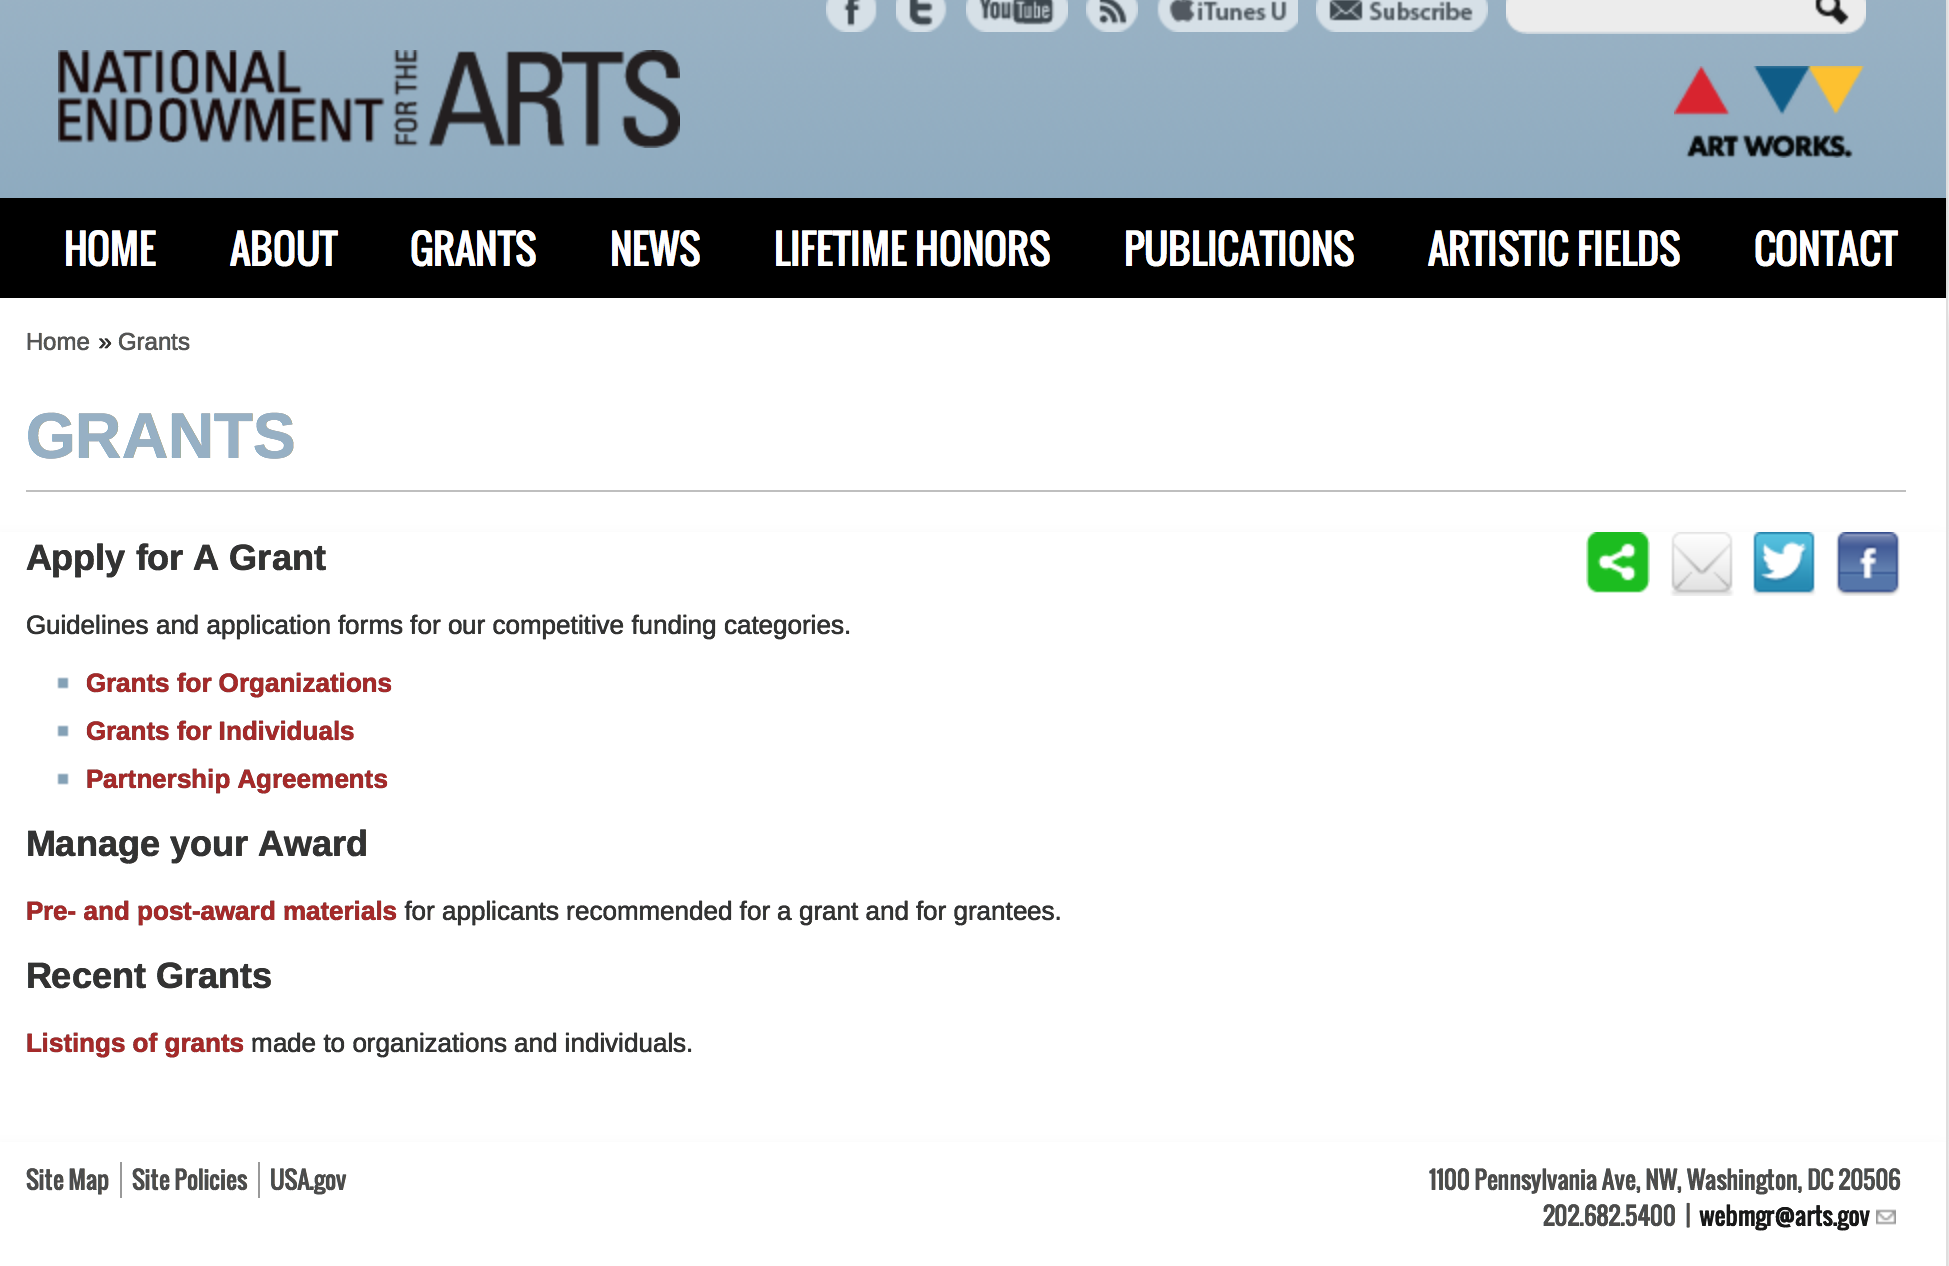 f t You Tube iTunes U Subscribe
NATIONAL
ENDOWMENT
FOR THE
ARTS
ART WORKS.
HOME ABOUT GRANTS NEWS LIFETIME HONORS PUBLICATIONS ARTISTIC FIELDS CONTACT
Home » Grants
GRANTS
Apply for A Grant
f
Guidelines and application forms for our competitive funding categories.
Grants for Organizations
Grants for Individuals
Partnership Agreements
Manage your Award
Pre- and post-award materials for applicants recommended for a grant and for grantees.
Recent Grants
Listings of grants made to organizations and individuals.
Site Map | Site Policies | USA.gov
1100 Pennsylvania Ave, NW, Washington, DC 20506
202.682.5400 | webmgr@arts.gov